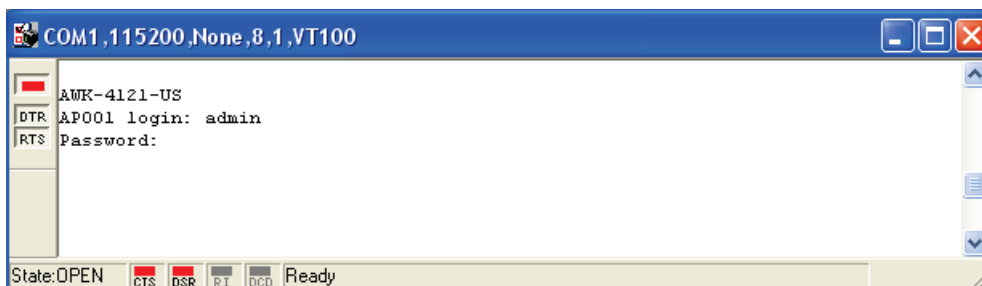 COM1,115200,None,8,1,VT100
AWK-4121-US
DTR AP001 login: admin
RTS Password:
State:OPEN CTS DSR RI DCD Ready